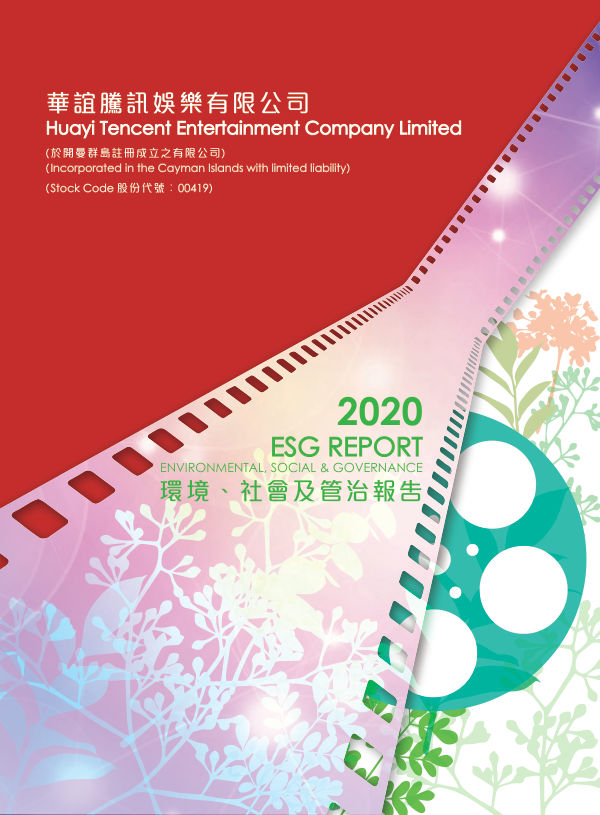 華誼騰訊娛樂有限公司
Huayi Tencent Entertainment Company Limited
(於開曼群島註冊成立之有限公司)
(Incorporated in the Cayman Islands with limited liability)
(Stock Code 股份代號：00419)
2020
ESG REPORT
ENVIRONMENTAL, SOCIAL & GOVERNANCE
環境、社會及管治報告